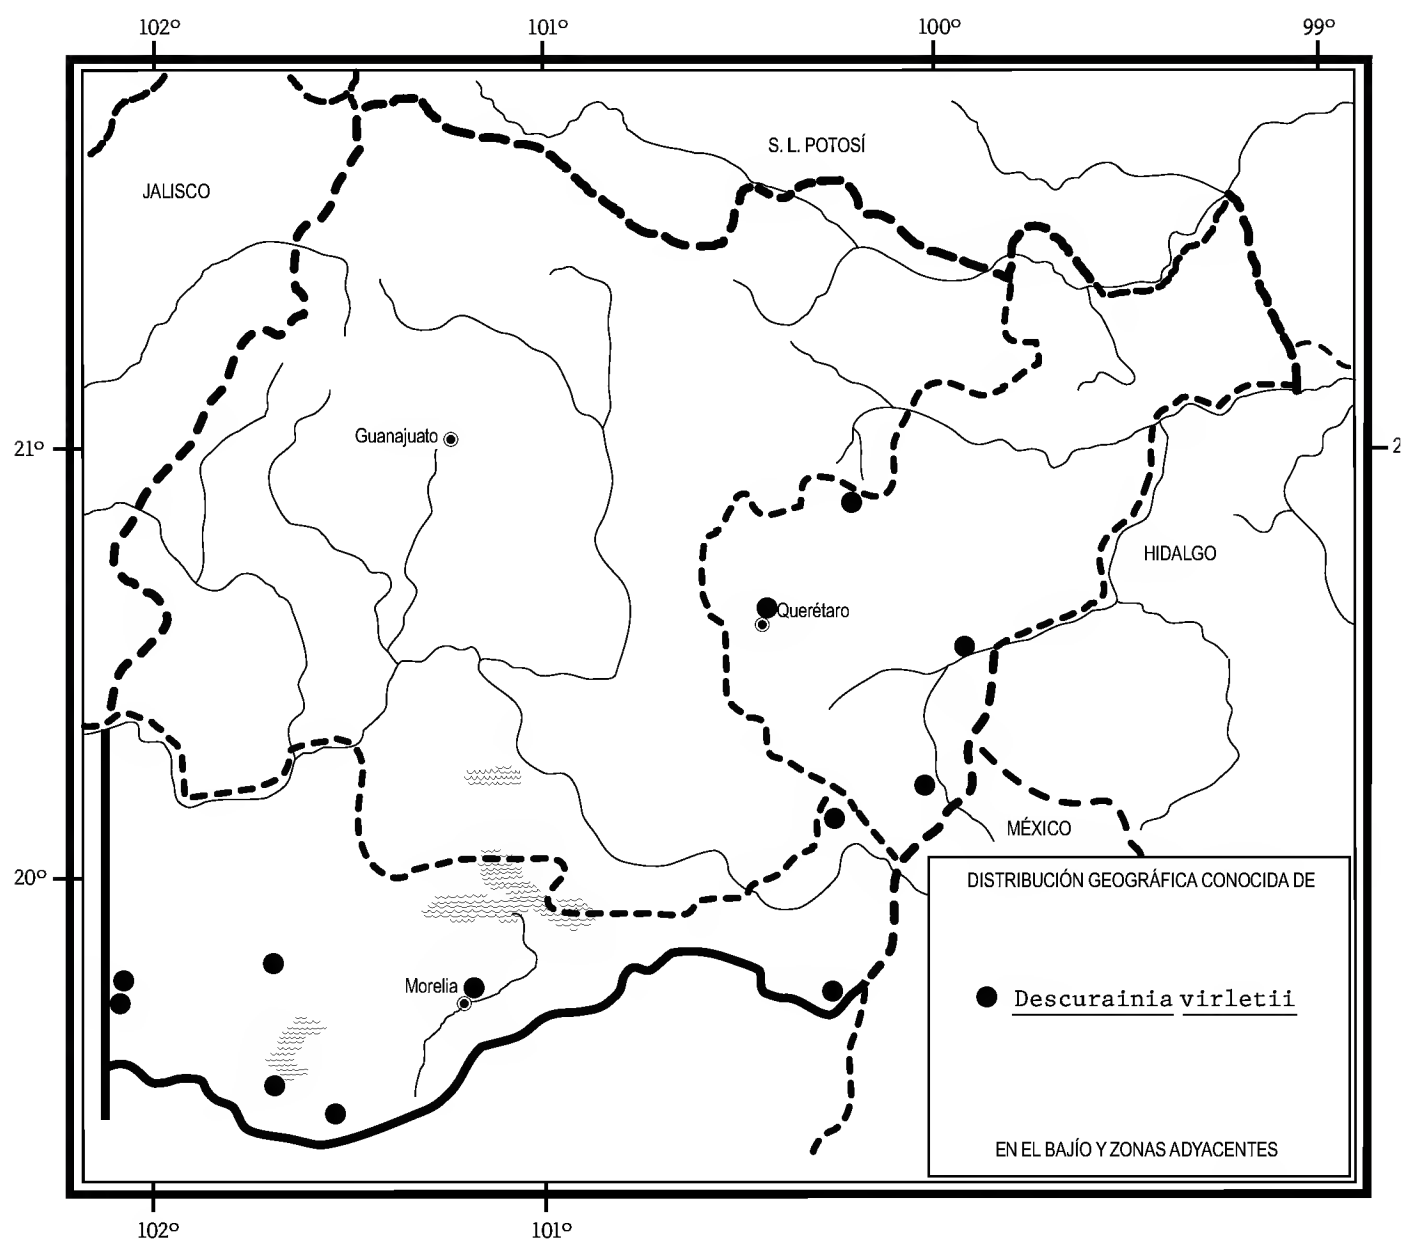 102º 101º 100º 99º
S. L. POTOSÍ
JALISCO
Guanajuato
21º 2
HIDALGO
Querétaro
MÉXICO
20º
DISTRIBUCIÓN GEOGRÁFICA CONOCIDA DE
Morelia
Descurainia virletii
EN EL BAJÍO Y ZONAS ADYACENTES
102º 101º